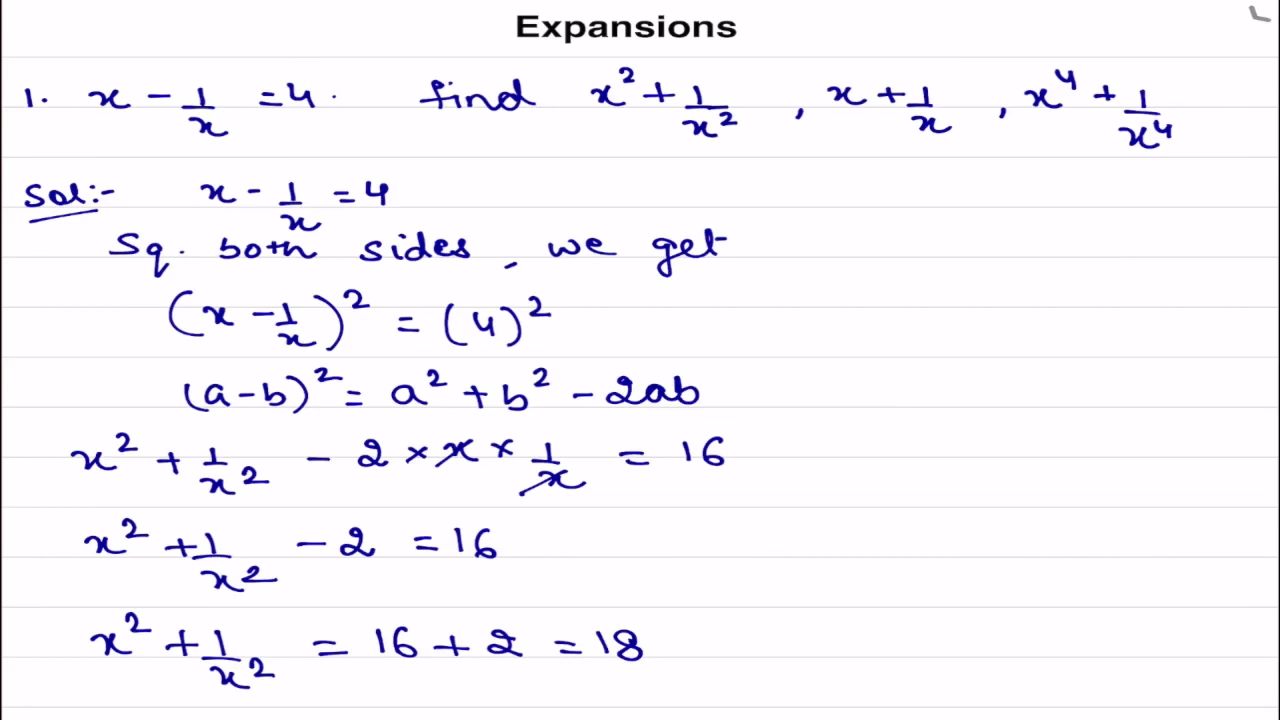 Expansions
1. x - 1/x = 4. find x² + 1/x² , x + 1/x , x⁴ + 1/x⁴
Sol:- x - 1/x = 4
Sq. both sides, we get
(x - 1/x)² = (4)²
(a-b)² = a² + b² - 2ab
x² + 1/x² - 2 × x × 1/x = 16
x² + 1/x² - 2 = 16
x² + 1/x² = 16 + 2 = 18